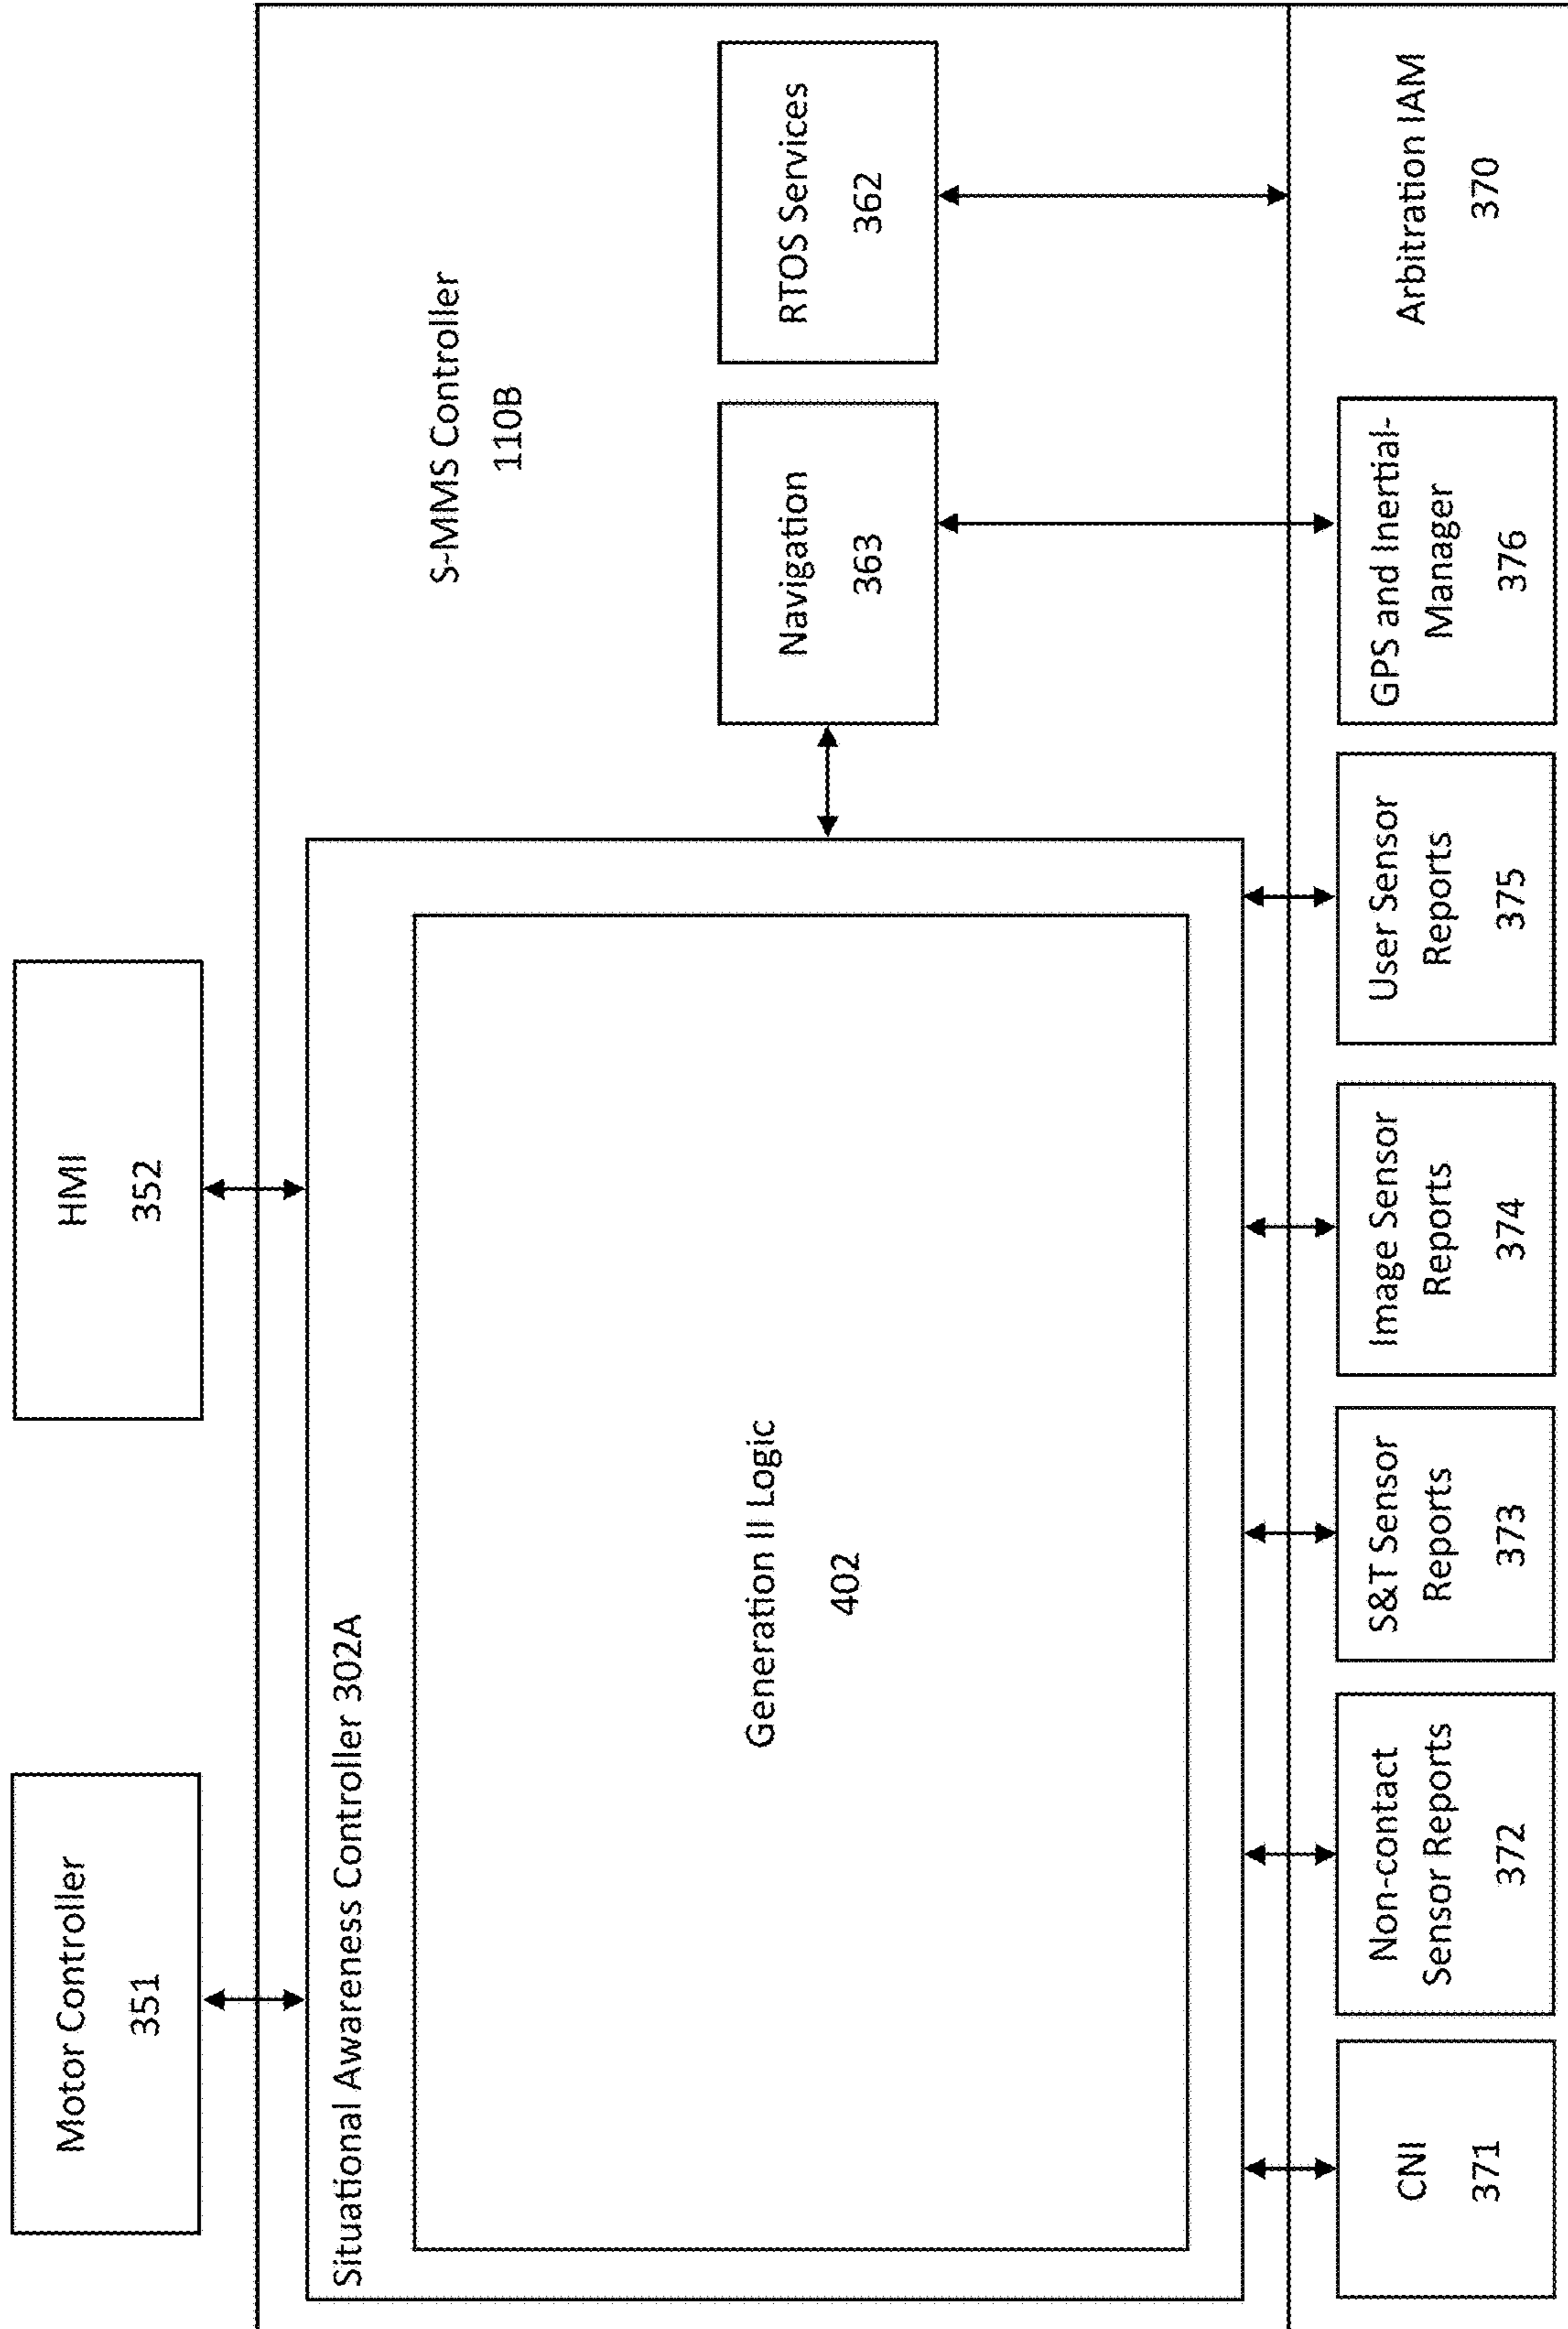 Motor Controller
351
HMI
352
S-MMS Controller
110B
Situational Awareness Controller 302A
Generation II Logic
402
Navigation
363
RTOS Services
362
CNI
371
Non-contact
Sensor Reports
372
S&T Sensor
Reports
373
Image Sensor
Reports
374
User Sensor
Reports
375
GPS and Inertial-
Manager
376
Arbitration IAM
370